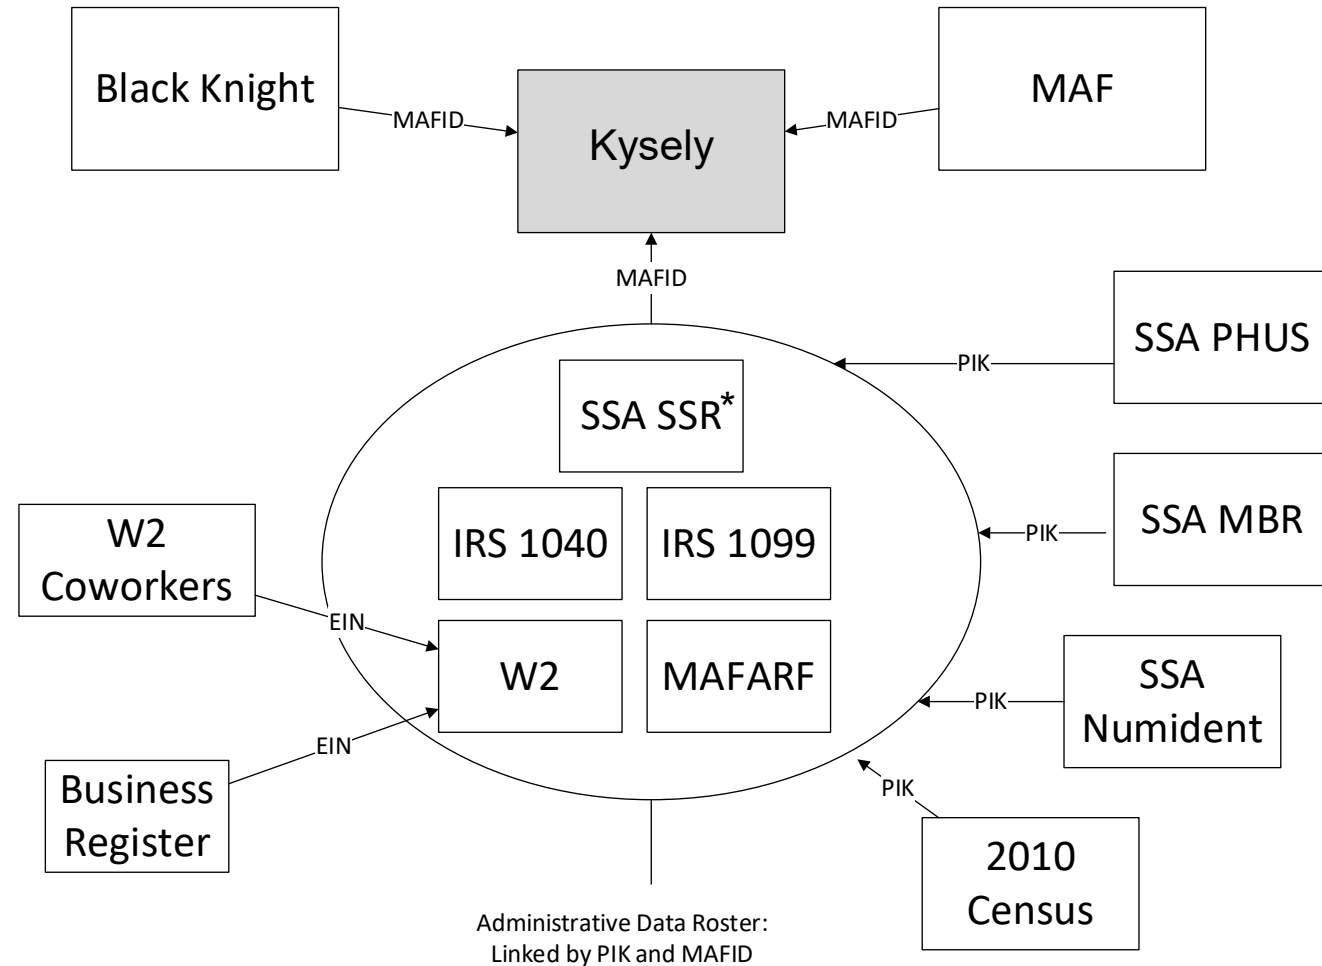 Black Knight
MAFID
Kysely
MAFID
MAF
MAFID
SSA PHUS
PIK
SSA SSR*
SSA MBR
PIK
IRS 1040
IRS 1099
W2
Coworkers
EIN
W2
MAFARF
SSA
Numident
PIK
EIN
Business
Register
PIK
2010
Census
Administrative Data Roster:
Linked by PIK and MAFID